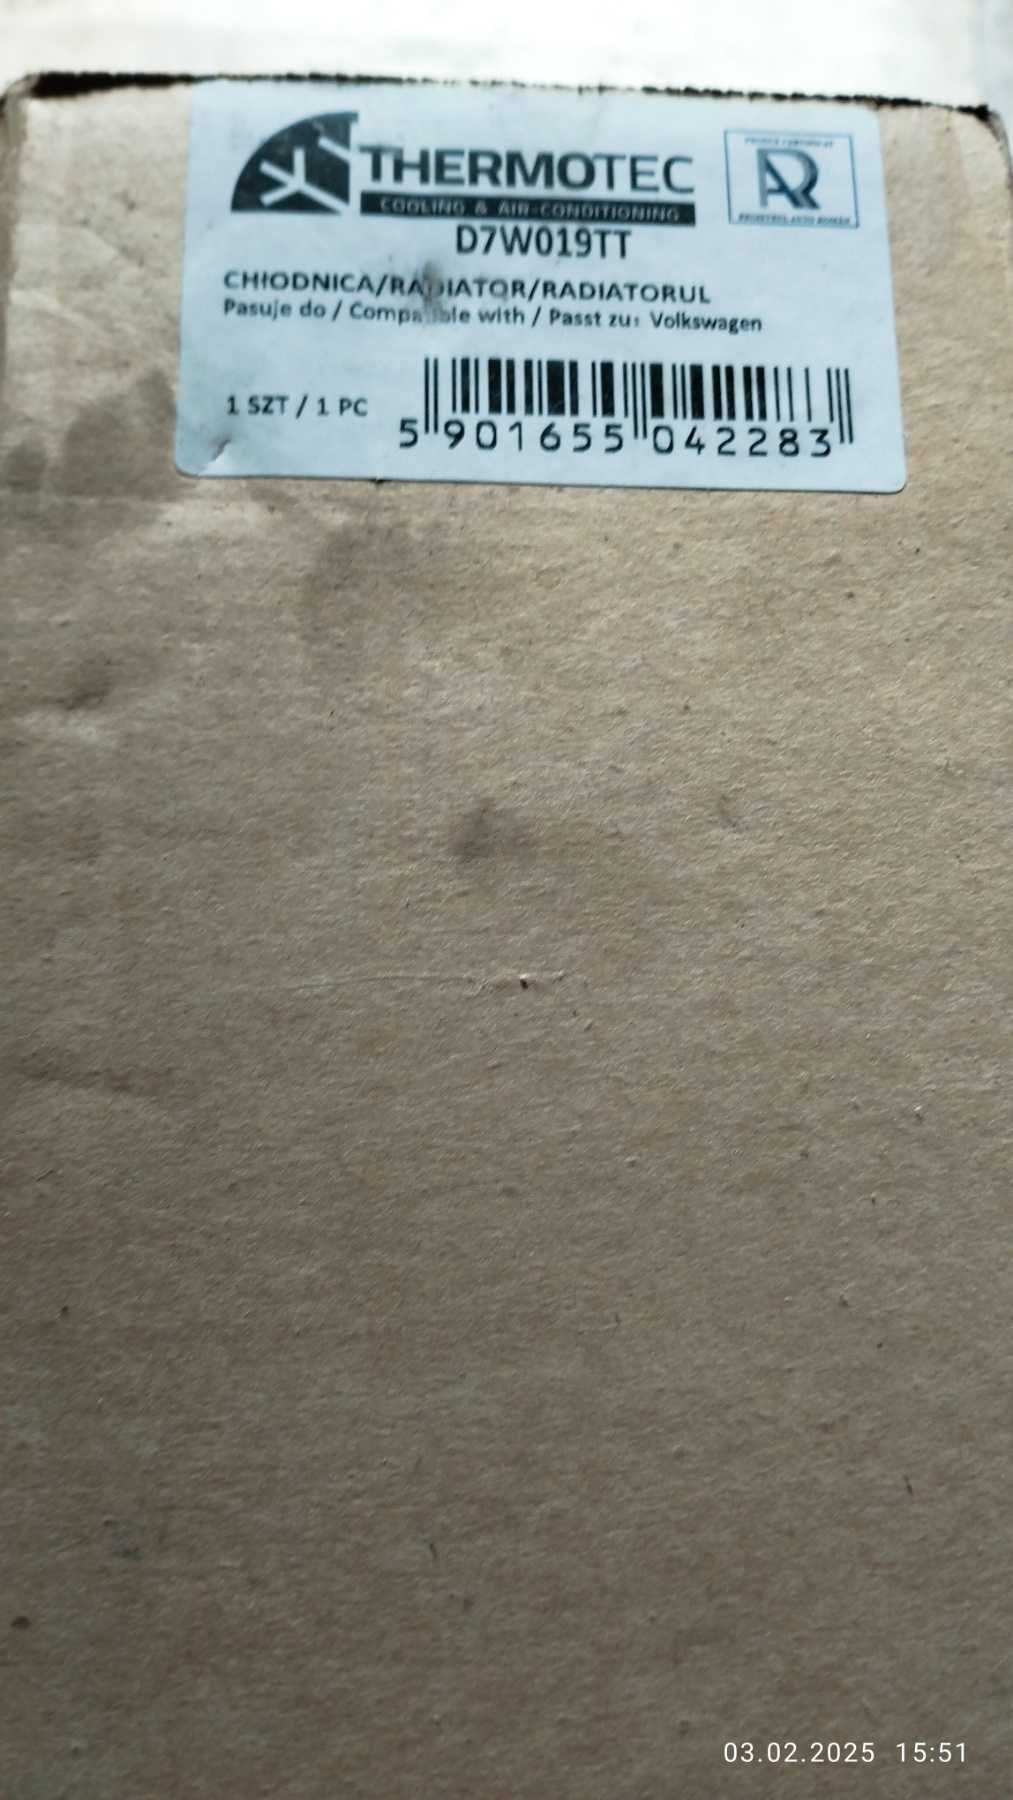 THERMOTEC
COOLING & AIR-CONDITIONING
D7W019TT
CHŁODNICA/RADIATOR/RADIATORUL
Pasuje do / Compatible with / Passt zu: Volkswagen
1 SZT / 1 PC
5 901655 042283
03.02.2025 15:51